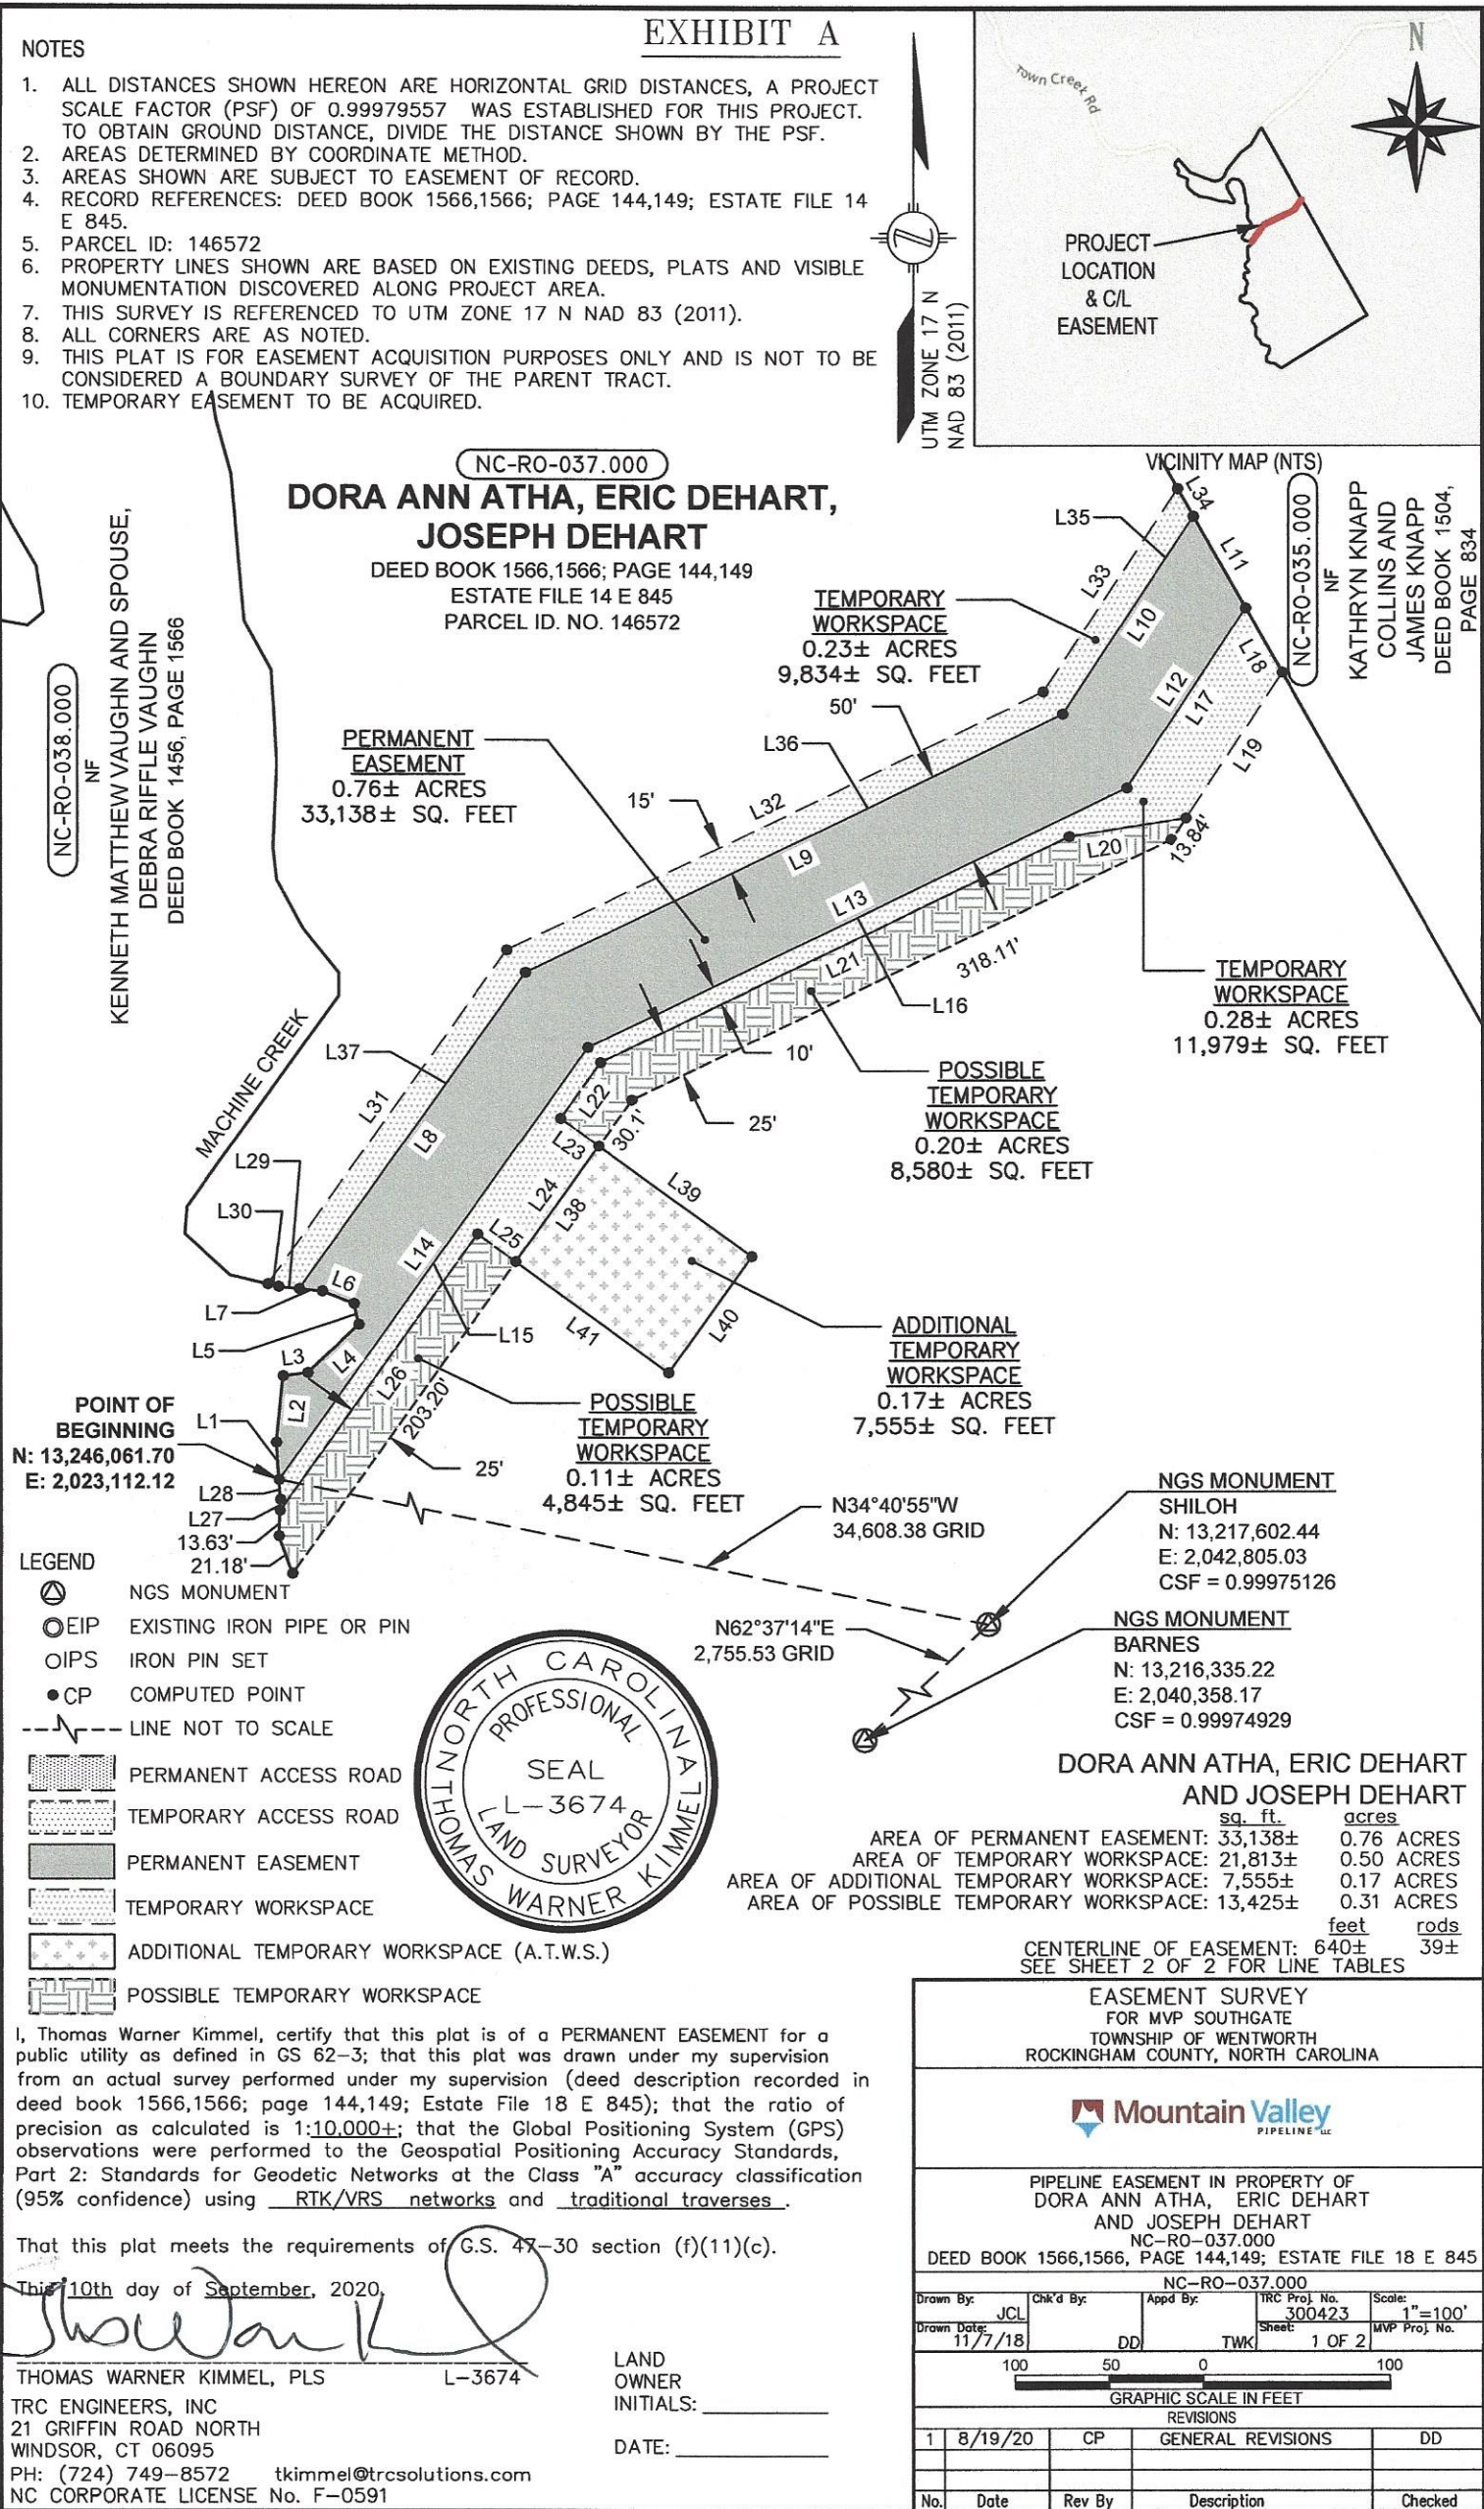 EXHIBIT A
NOTES
1. ALL DISTANCES SHOWN HEREON ARE HORIZONTAL GRID DISTANCES, A PROJECT
SCALE FACTOR (PSF) OF 0.99979557 WAS ESTABLISHED FOR THIS PROJECT.
TO OBTAIN GROUND DISTANCE, DIVIDE THE DISTANCE SHOWN BY THE PSF.
2. AREAS DETERMINED BY COORDINATE METHOD.
3. AREAS SHOWN ARE SUBJECT TO EASEMENT OF RECORD.
4. RECORD REFERENCES: DEED BOOK 1566,1566; PAGE 144,149; ESTATE FILE 14
E 845.
5. PARCEL ID: 146572
6. PROPERTY LINES SHOWN ARE BASED ON EXISTING DEEDS, PLATS AND VISIBLE
MONUMENTATION DISCOVERED ALONG PROJECT AREA.
7. THIS SURVEY IS REFERENCED TO UTM ZONE 17 N NAD 83 (2011).
8. ALL CORNERS ARE AS NOTED.
9. THIS PLAT IS FOR EASEMENT ACQUISITION PURPOSES ONLY AND IS NOT TO BE
CONSIDERED A BOUNDARY SURVEY OF THE PARENT TRACT.
10. TEMPORARY EASEMENT TO BE ACQUIRED.
N
UTM ZONE 17 N
NAD 83 (2011)
Town Creek Rd
N
PROJECT
LOCATION
& C/L
EASEMENT
VICINITY MAP (NTS)
NC-RO-037.000
DORA ANN ATHA, ERIC DEHART,
JOSEPH DEHART
DEED BOOK 1566,1566; PAGE 144,149
ESTATE FILE 14 E 845
PARCEL ID. NO. 146572
NC-RO-038.000
NF
KENNETH MATTHEW VAUGHN AND SPOUSE,
DEBRA RIFFLE VAUGHN
DEED BOOK 1456, PAGE 1566
NC-RO-035.000
NF
KATHRYN KNAPP
COLLINS AND
JAMES KNAPP
DEED BOOK 1504,
PAGE 834
L34
L35
L11
L33
L10
TEMPORARY
WORKSPACE
0.23± ACRES
9,834± SQ. FEET
L18
L12
L17
L19
50'
L36
PERMANENT
EASEMENT
0.76± ACRES
33,138± SQ. FEET
15'
L32
L9
L20
13.84'
L13
L21
318.11'
L16
TEMPORARY
WORKSPACE
0.28± ACRES
11,979± SQ. FEET
10'
POSSIBLE
TEMPORARY
WORKSPACE
0.20± ACRES
8,580± SQ. FEET
25'
MACHINE CREEK
L37
L31
L8
L22
30.1'
L23
L29
L30
L24
L38
L39
L25
L14
L6
L7
L5
L15
L40
L41
L3
L4
L26
203.20'
ADDITIONAL
TEMPORARY
WORKSPACE
0.17± ACRES
7,555± SQ. FEET
POINT OF
BEGINNING
N: 13,246,061.70
E: 2,023,112.12
L1
L2
25'
POSSIBLE
TEMPORARY
WORKSPACE
0.11± ACRES
4,845± SQ. FEET
L28
L27
13.63'
21.18'
N34°40'55"W
34,608.38 GRID
NGS MONUMENT
SHILOH
N: 13,217,602.44
E: 2,042,805.03
CSF = 0.99975126
N62°37'14"E
2,755.53 GRID
NGS MONUMENT
BARNES
N: 13,216,335.22
E: 2,040,358.17
CSF = 0.99974929
LEGEND
NGS MONUMENT
EIP EXISTING IRON PIPE OR PIN
IPS IRON PIN SET
CP COMPUTED POINT
LINE NOT TO SCALE
PERMANENT ACCESS ROAD
TEMPORARY ACCESS ROAD
PERMANENT EASEMENT
TEMPORARY WORKSPACE
ADDITIONAL TEMPORARY WORKSPACE (A.T.W.S.)
POSSIBLE TEMPORARY WORKSPACE
NORTH CAROLINA
PROFESSIONAL
SEAL
L-3674
LAND SURVEYOR
THOMAS WARNER KIMMEL
DORA ANN ATHA, ERIC DEHART
AND JOSEPH DEHART
sq. ft. acres
AREA OF PERMANENT EASEMENT: 33,138± 0.76 ACRES
AREA OF TEMPORARY WORKSPACE: 21,813± 0.50 ACRES
AREA OF ADDITIONAL TEMPORARY WORKSPACE: 7,555± 0.17 ACRES
AREA OF POSSIBLE TEMPORARY WORKSPACE: 13,425± 0.31 ACRES
feet rods
CENTERLINE OF EASEMENT: 640± 39±
SEE SHEET 2 OF 2 FOR LINE TABLES
I, Thomas Warner Kimmel, certify that this plat is of a PERMANENT EASEMENT for a
public utility as defined in GS 62-3; that this plat was drawn under my supervision
from an actual survey performed under my supervision (deed description recorded in
deed book 1566,1566; page 144,149; Estate File 18 E 845); that the ratio of
precision as calculated is 1:10,000+; that the Global Positioning System (GPS)
observations were performed to the Geospatial Positioning Accuracy Standards,
Part 2: Standards for Geodetic Networks at the Class "A" accuracy classification
(95% confidence) using RTK/VRS networks and traditional traverses.
That this plat meets the requirements of G.S. 47-30 section (f)(11)(c).
This 10th day of September, 2020.
THOMAS WARNER KIMMEL, PLS L-3674
TRC ENGINEERS, INC
21 GRIFFIN ROAD NORTH
WINDSOR, CT 06095
PH: (724) 749-8572 tkimmel@trcsolutions.com
NC CORPORATE LICENSE No. F-0591
LAND
OWNER
INITIALS:
DATE:
EASEMENT SURVEY
FOR MVP SOUTHGATE
TOWNSHIP OF WENTWORTH
ROCKINGHAM COUNTY, NORTH CAROLINA
Mountain Valley
PIPELINE LLC
PIPELINE EASEMENT IN PROPERTY OF
DORA ANN ATHA, ERIC DEHART
AND JOSEPH DEHART
NC-RO-037.000
DEED BOOK 1566,1566, PAGE 144,149; ESTATE FILE 18 E 845
NC-RO-037.000
Drawn By: JCL Chk'd By: DD Appd By: TWK TRC Proj. No. 300423 Scale: 1"=100'
Drawn Date: 11/7/18 Sheet: 1 OF 2 MVP Proj. No.
100 50 0 100
GRAPHIC SCALE IN FEET
REVISIONS
1 8/19/20 CP GENERAL REVISIONS DD
No. Date Rev By Description Checked